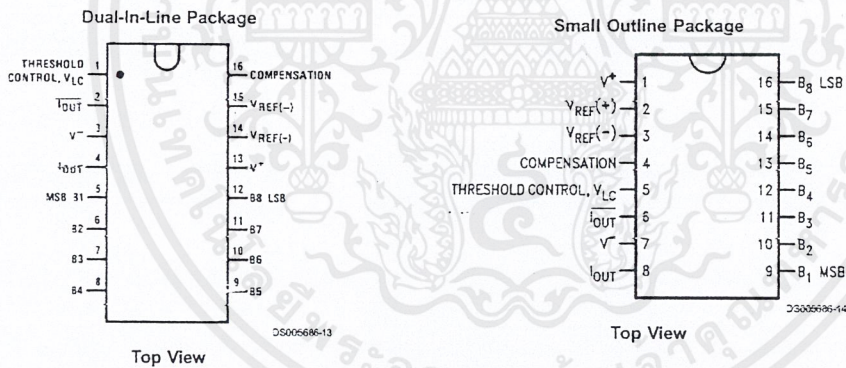 Dual-In-Line Package
THRESHOLD
CONTROL, VLC
1
2
IOUT
3
V−
4
IOUT
5
MSB B1
6
B2
7
B3
8
B4
16
COMPENSATION
15
VREF(−)
14
VREF(-)
13
V+
12
B8 LSB
11
B7
10
B6
9
B5
DS005686-13
Top View
Small Outline Package
V+ 1
VREF(+) 2
VREF(-) 3
COMPENSATION 4
THRESHOLD CONTROL, VLC 5
IOUT 6
V− 7
IOUT 8
16 B8 LSB
15 B7
14 B6
13 B5
12 B4
11 B3
10 B2
9 B1 MSB
DS005686-14
Top View